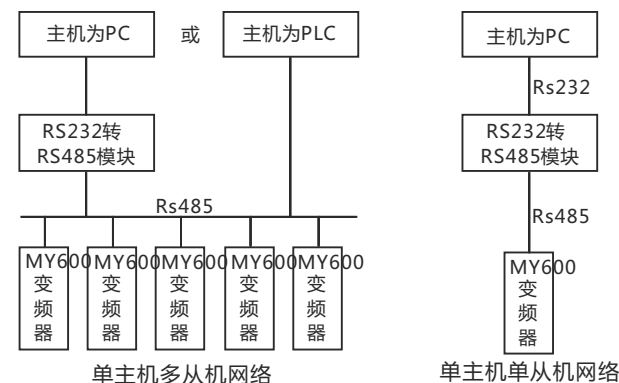 主机为PC
或
主机为PLC
RS232转
RS485模块
Rs485
MY600
变
频
器
MY600
变
频
器
MY600
变
频
器
MY600
变
频
器
MY600
变
频
器
单主机多从机网络
主机为PC
Rs232
RS232转
RS485模块
Rs485
MY600
变
频
器
单主机单从机网络